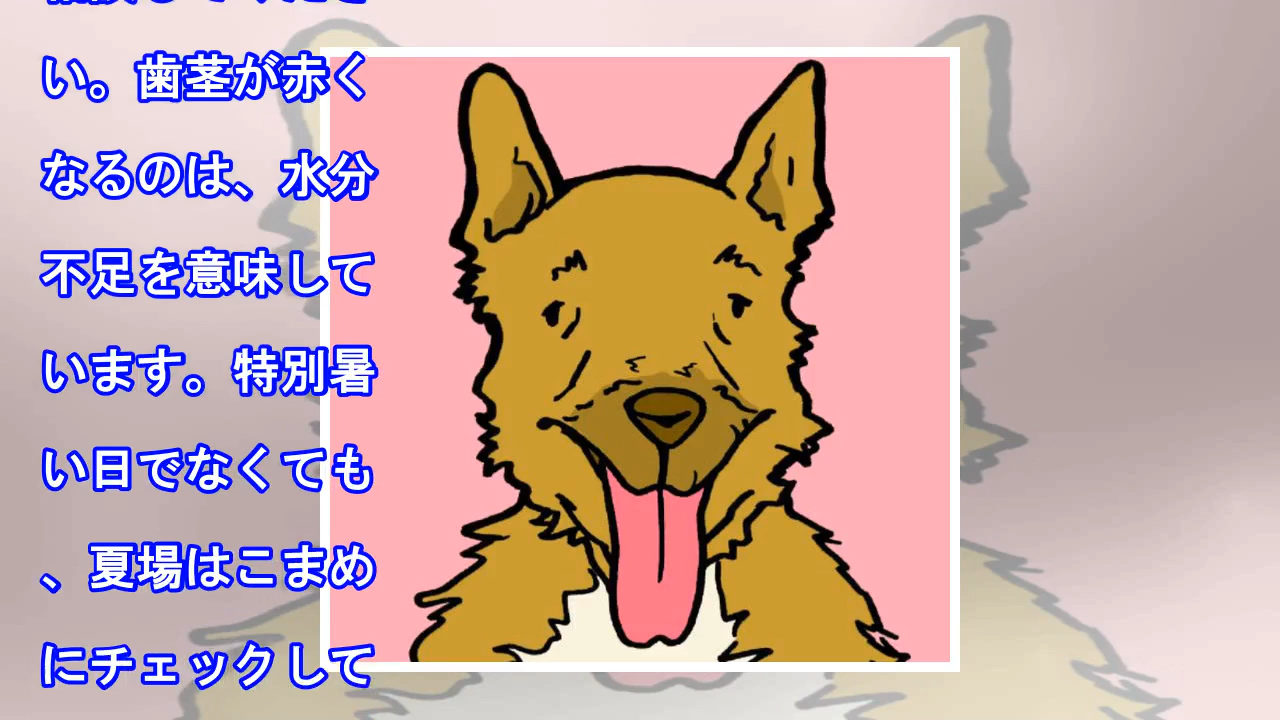 い。歯茎が赤く
なるのは、水分
不足を意味して
います。特別暑
い日でなくても
、夏場はこまめ
にチェックして